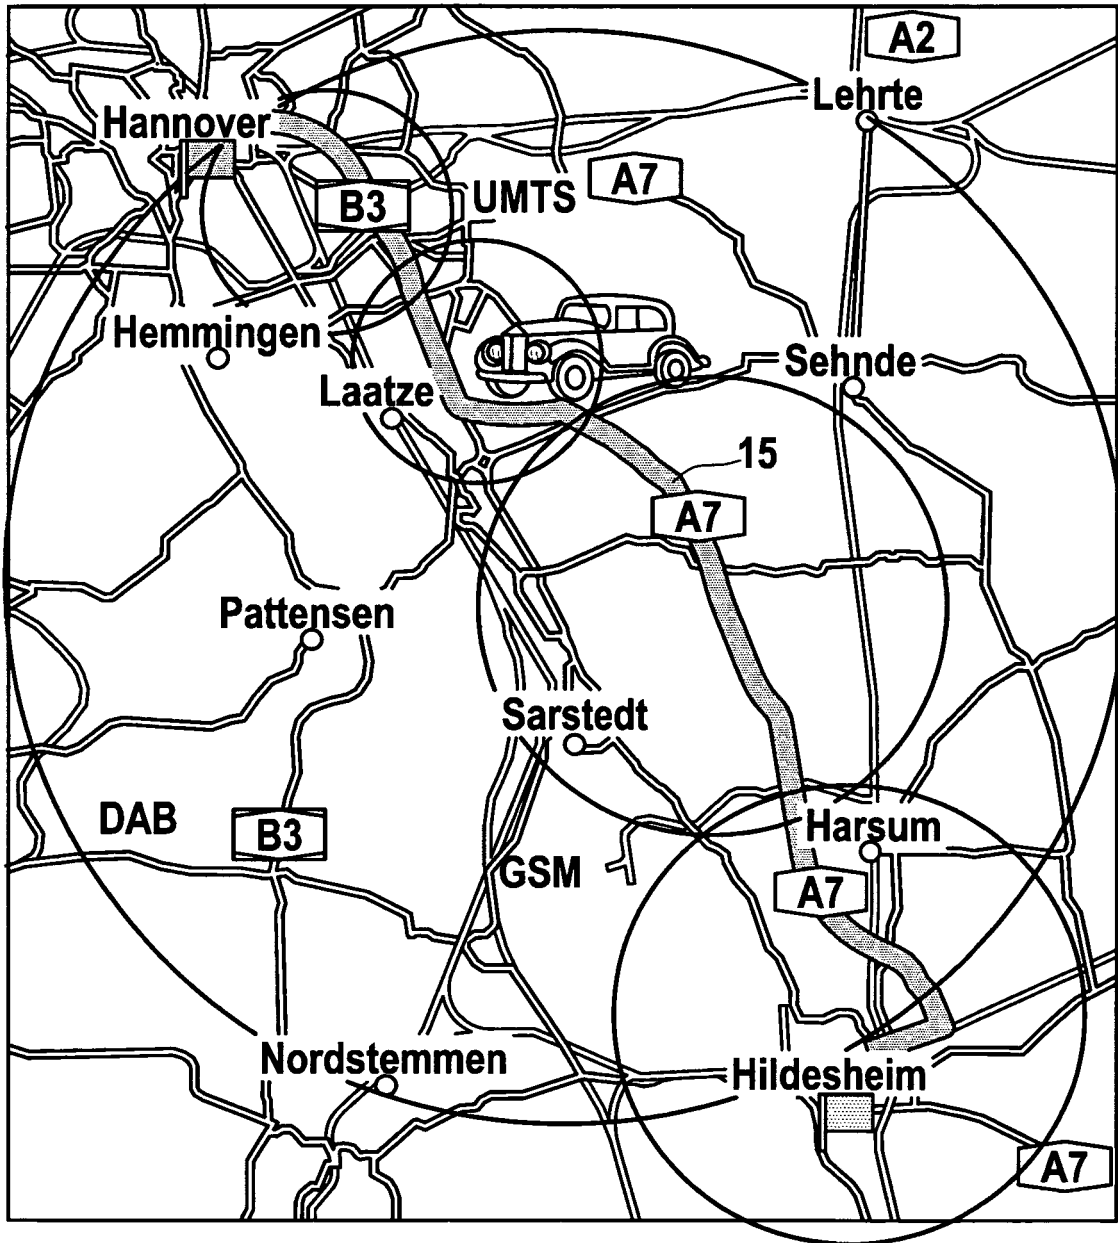 A2
Lehrte
Hannover
A7
UMTS
B3
Hemmingen
Sehnde
Laatze
15
A7
Pattensen
Sarstedt
DAB
B3
Harsum
GSM
A7
Nordstemmen
Hildesheim
A7